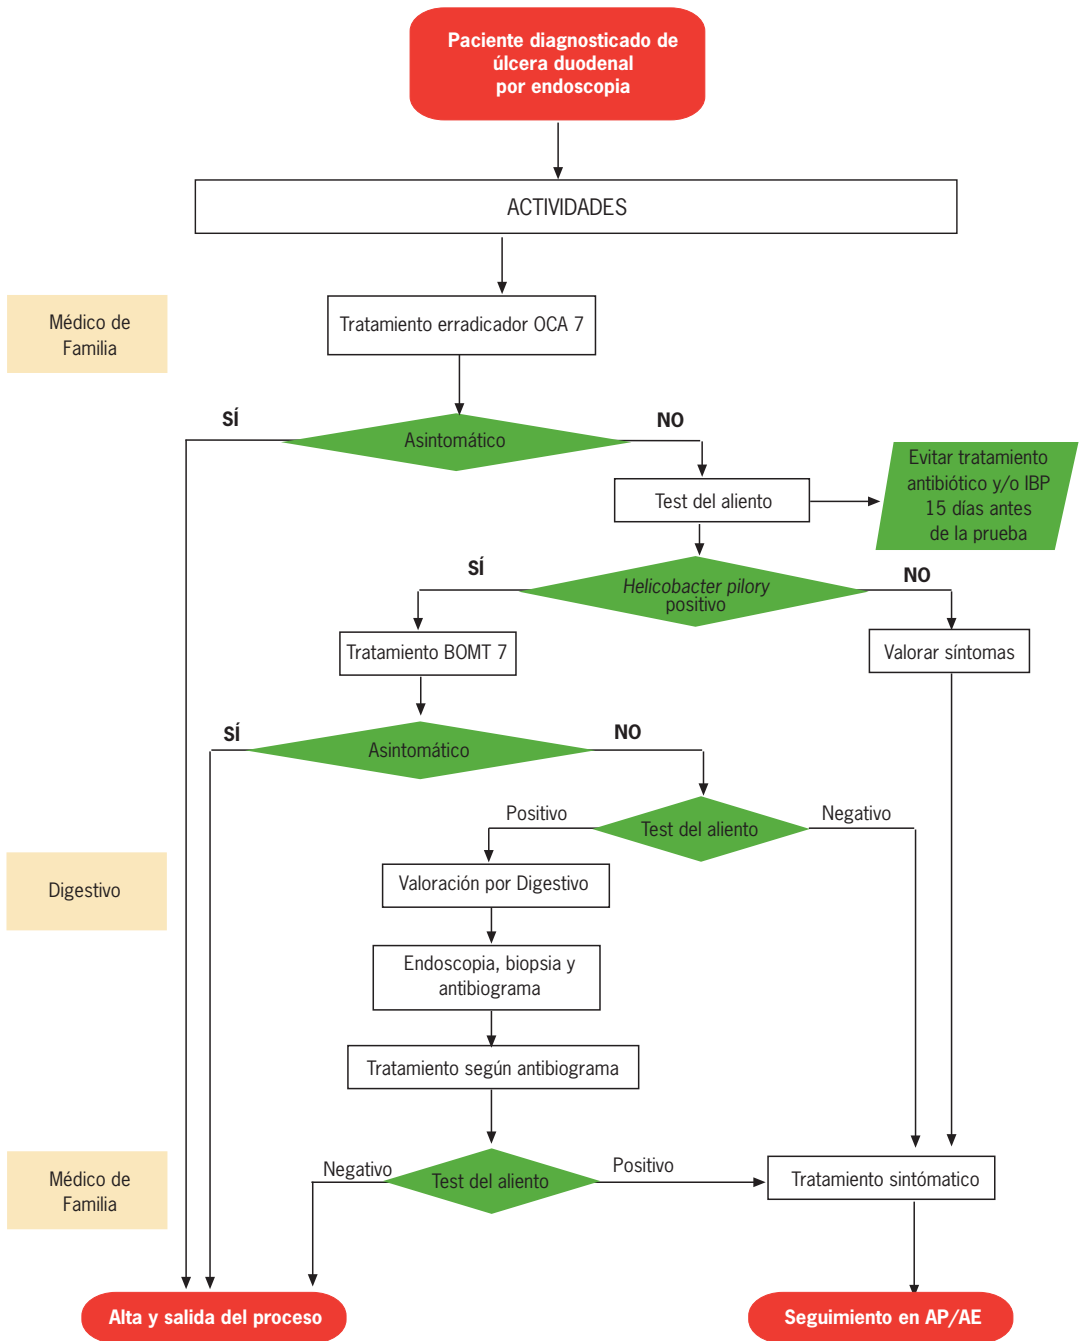 Paciente diagnosticado de
úlcera duodenal
por endoscopia
ACTIVIDADES
Médico de
Familia
Tratamiento erradicador OCA 7
SÍ
Asintomático
NO
Test del aliento
Evitar tratamiento
antibiótico y/o IBP
15 días antes
de la prueba
SÍ
Helicobacter pilory
positivo
NO
Tratamiento BOMT 7
Valorar síntomas
SÍ
Asintomático
NO
Positivo
Test del aliento
Negativo
Digestivo
Valoración por Digestivo
Endoscopia, biopsia y
antibiograma
Tratamiento según antibiograma
Médico de
Familia
Negativo
Test del aliento
Positivo
Tratamiento sintómatico
Alta y salida del proceso
Seguimiento en AP/AE